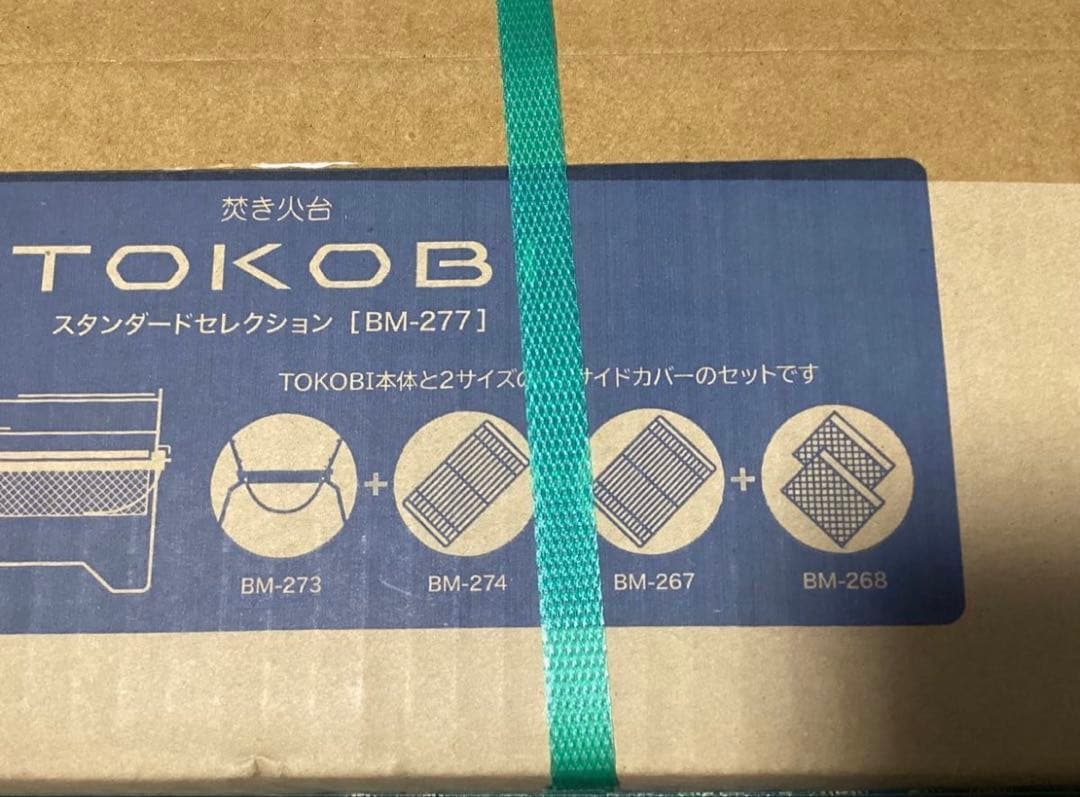 焚き火台
TOKOB
スタンダードセレクション [BM-277]
TOKOBI本体と2サイズの サイドカバーのセットです
BM-273 + BM-274 BM-267 + BM-268